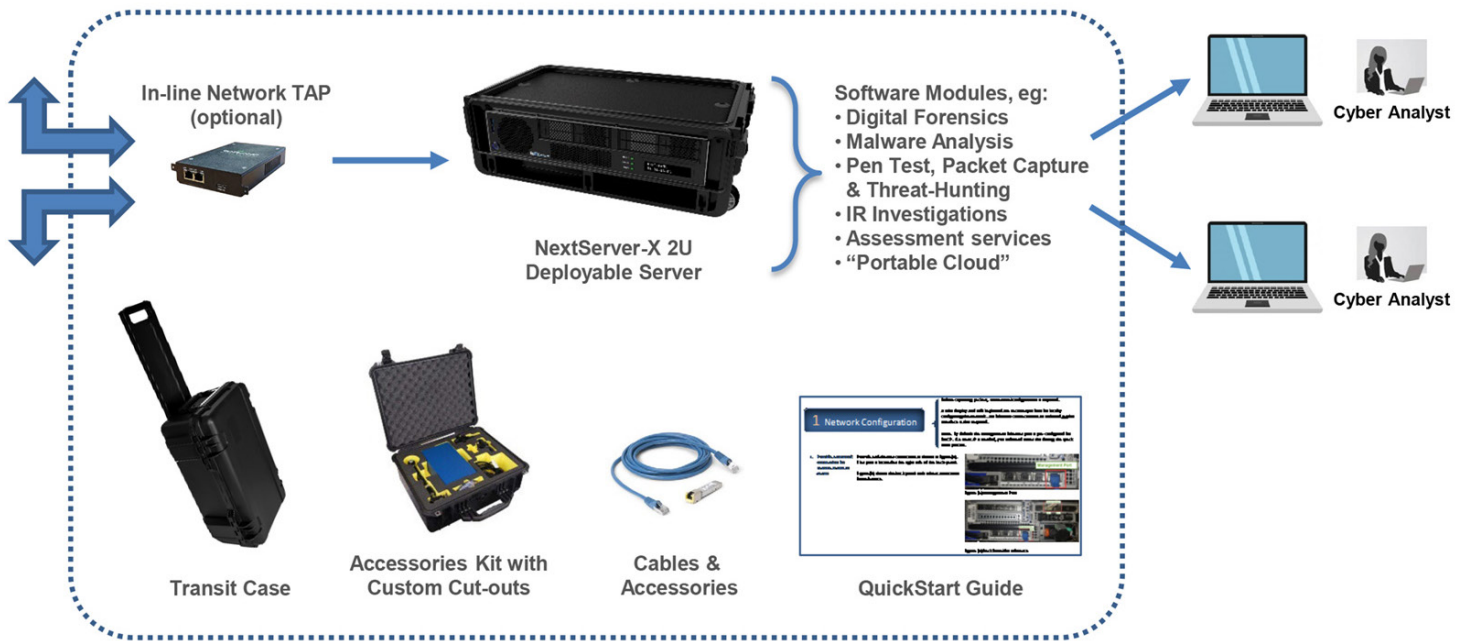 In-line Network TAP
(optional)
NextServer-X 2U
Deployable Server
Software Modules, eg:
• Digital Forensics
• Malware Analysis
• Pen Test, Packet Capture
& Threat-Hunting
• IR Investigations
• Assessment services
• “Portable Cloud”
Cyber Analyst
Cyber Analyst
Transit Case
Accessories Kit with
Custom Cut-outs
Cables &
Accessories
1 Network Configuration
Management Port
QuickStart Guide